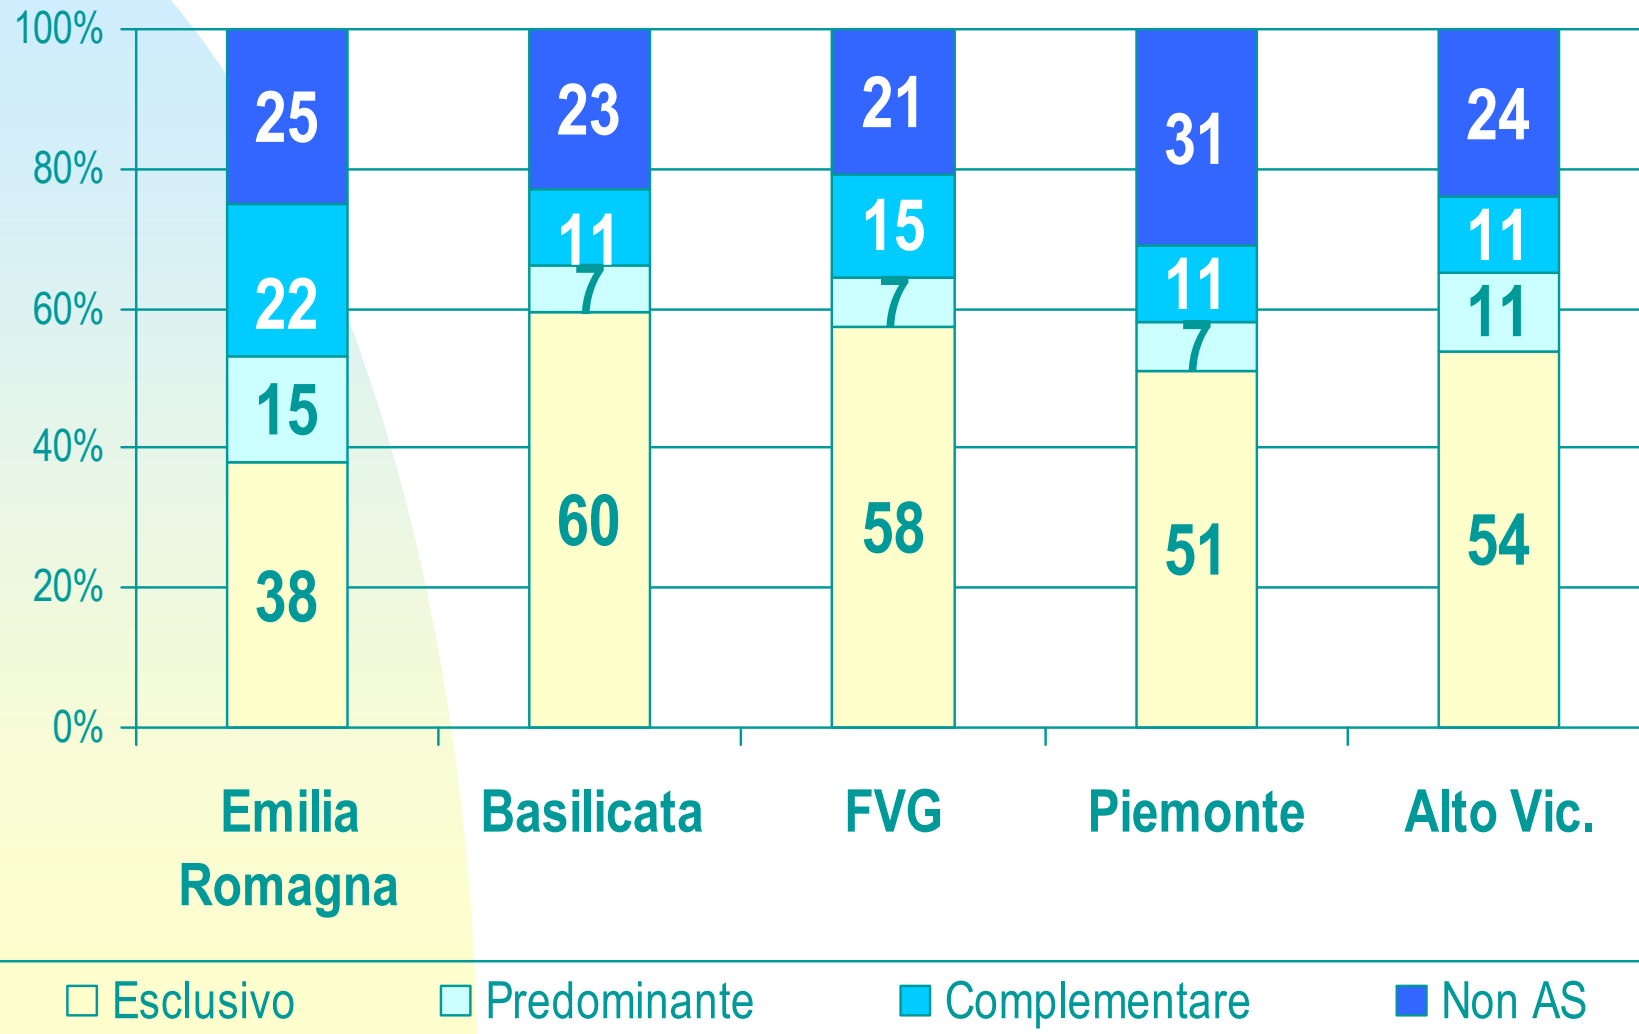 100%
80%
60%
40%
20%
0%
25 23 21 31 24
22 11 15 11 11
15 7 7 7 11
38 60 58 51 54
Emilia Romagna
Basilicata
FVG
Piemonte
Alto Vic.
Esclusivo Predominante Complementare Non AS